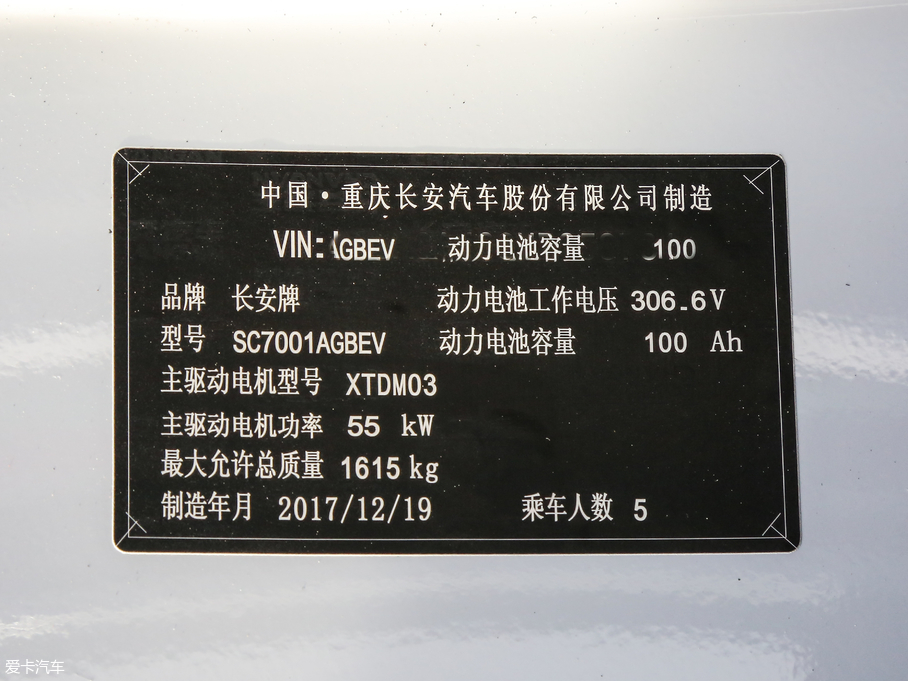 中国·重庆长安汽车股份有限公司制造
VIN: GBEV 动力电池容量 100
品牌 长安牌 动力电池工作电压 306.6V
型号 SC7001AGBEV 动力电池容量 100 Ah
主驱动电机型号 XTDM03
主驱动电机功率 55 kW
最大允许总质量 1615 kg
制造年月 2017/12/19 乘车人数 5
爱卡汽车